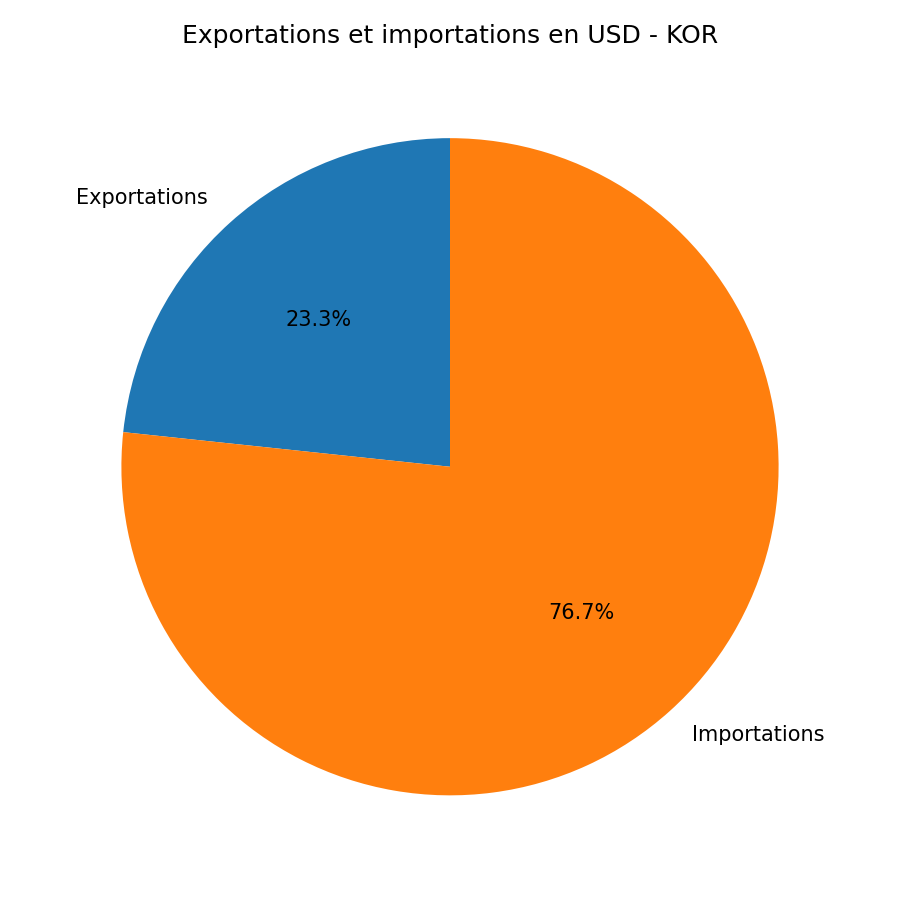 Exportations et importations en USD - KOR
Exportations
23.3%
76.7%
Importations